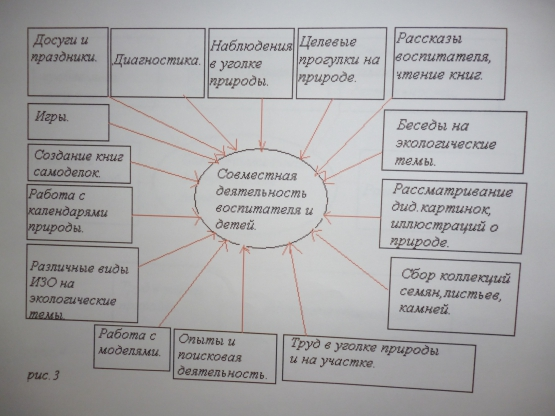 Досуги и
праздники.
Диагностика.
Наблюдения
в уголке
природы.
Целевые
прогулки на
природе.
Рассказы
воспитателя,
чтение книг.
Игры.
Беседы на
экологические
темы.
Создание книг
самоделок.
Совместная
деятельность
воспитателя и
детей.
Работа с
календарями
природы.
Рассматривание
дид.картинок,
иллюстраций о
природе.
Различные виды
ИЗО на
экологические
темы.
Сбор коллекций
семян,листьев,
камней.
Работа с
моделями.
Опыты и
поисковая
деятельность.
Труд в уголке природы
и на участке.
рис.3